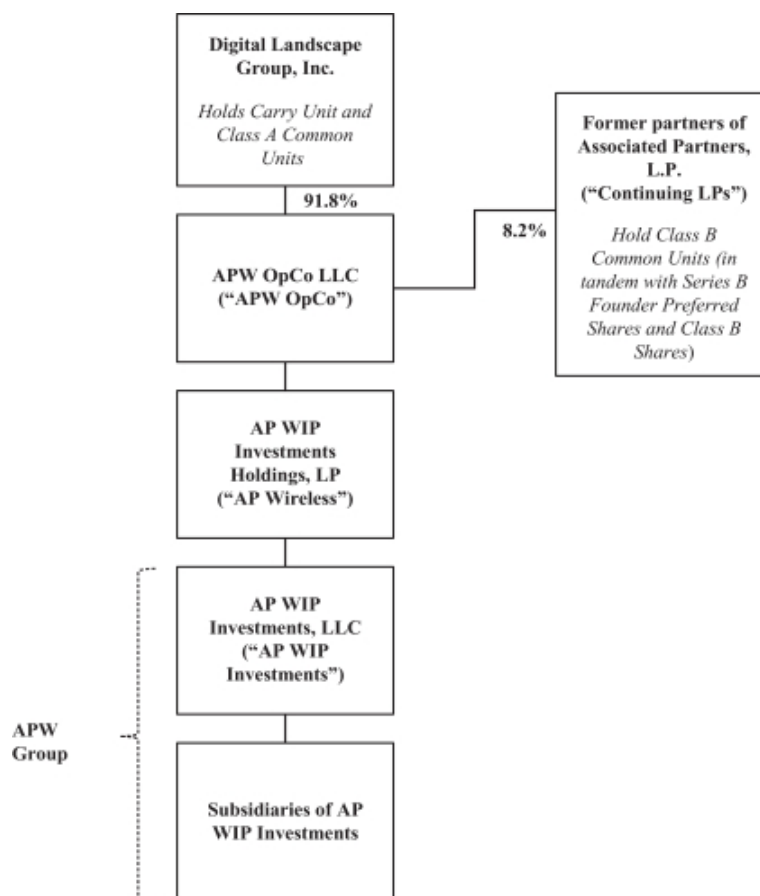 Digital Landscape
Group, Inc.
Holds Carry Unit and
Class A Common
Units
91.8%
Former partners of
Associated Partners,
L.P.
(“Continuing LPs”)
Hold Class B
Common Units (in
tandem with Series B
Founder Preferred
Shares and Class B
Shares)
8.2%
APW OpCo LLC
(“APW OpCo”)
AP WIP
Investments
Holdings, LP
(“AP Wireless”)
AP WIP
Investments, LLC
(“AP WIP
Investments”)
APW
Group
Subsidiaries of AP
WIP Investments